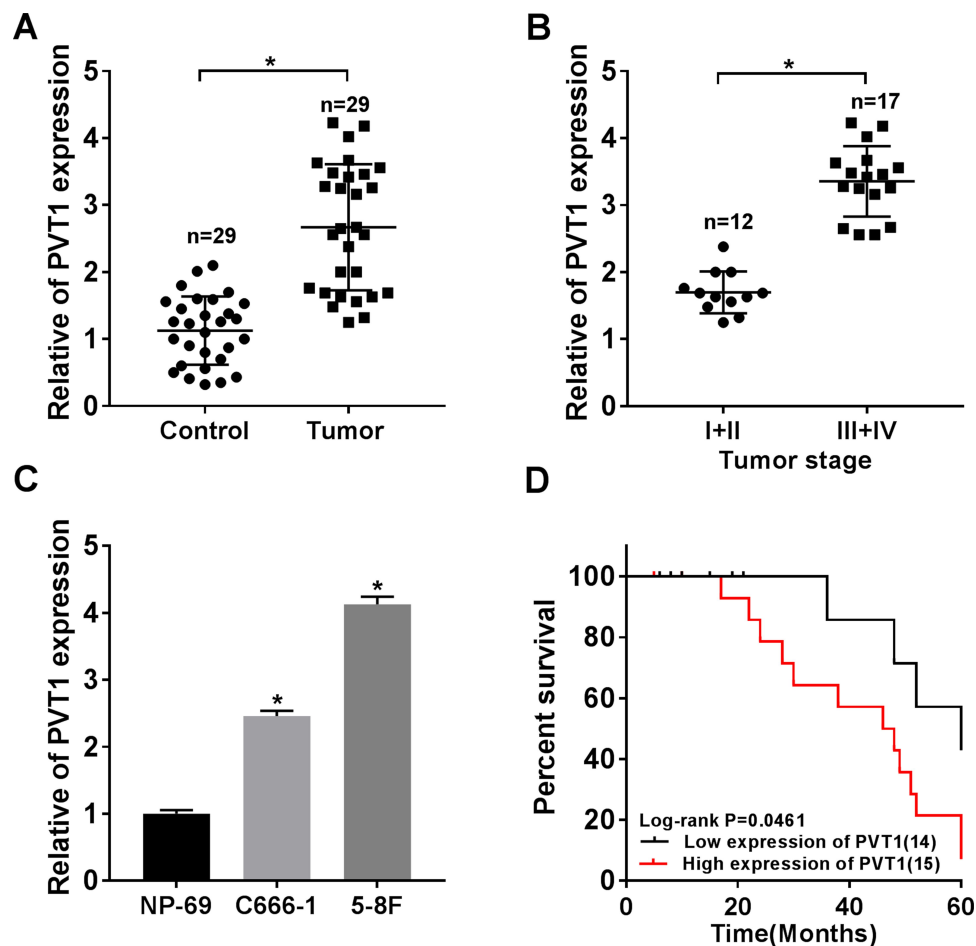 A
Relative of PVT1 expression
5
4
3
2
1
0
*
n=29
n=29
Control Tumor
B
Relative of PVT1 expression
5
4
3
2
1
0
*
n=12
n=17
I+II III+IV
Tumor stage
C
Relative of PVT1 expression
5
4
3
2
1
0
*
*
NP-69 C666-1 5-8F
D
Percent survival
100
80
60
40
20
0
Log-rank P=0.0461
Low expression of PVT1(14)
High expression of PVT1(15)
0 20 40 60
Time(Months)